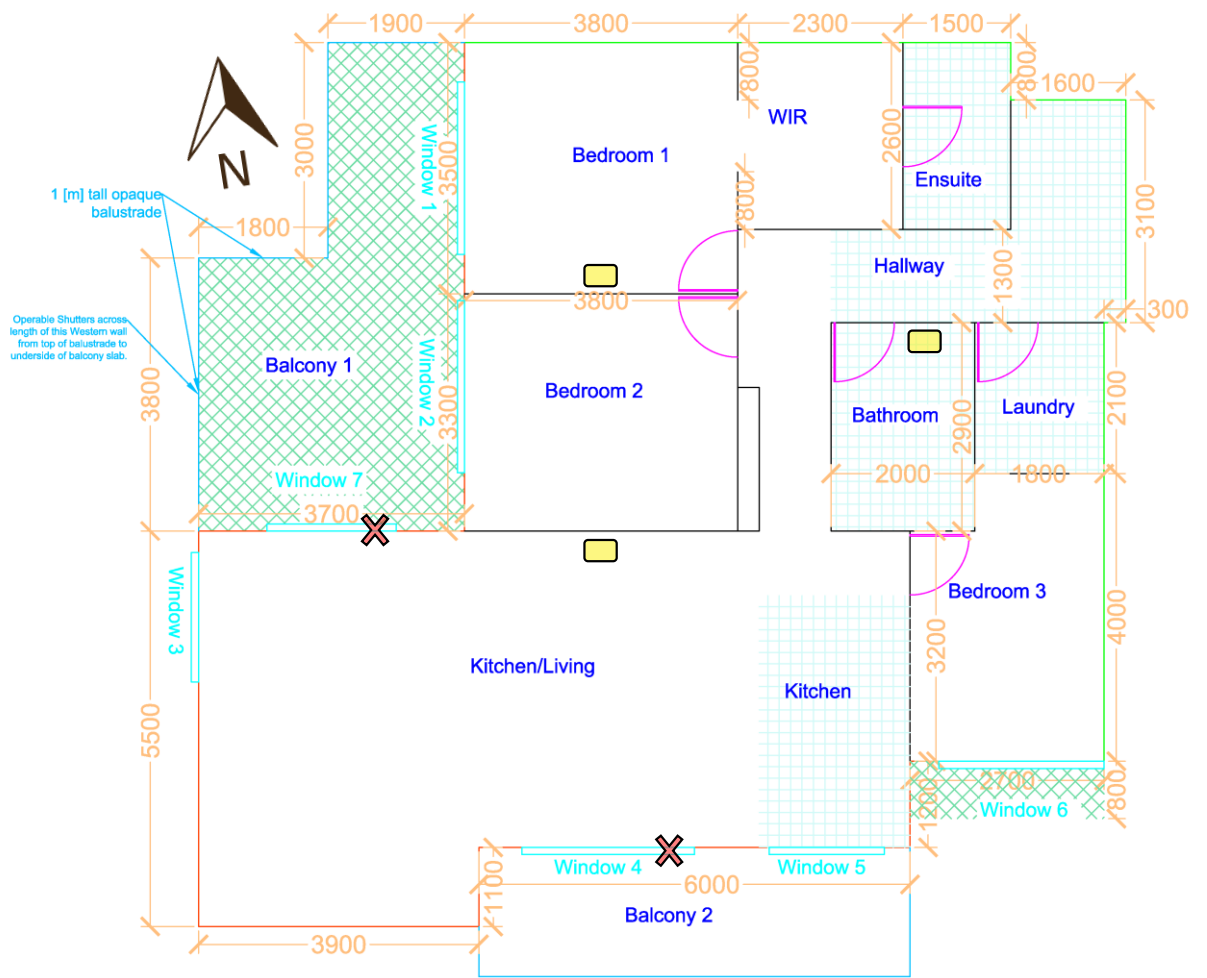 1900
3800
2300
1500
800
800
1600
WIR
3000
Window 1
3500
Bedroom 1
2600
N
Ensuite
1 [m] tall opaque
balustrade
1800
800
3100
Hallway
1300
3800
300
Operable Shutters across
length of this Western wall
from top of balustrade to
underside of balcony slab.
Balcony 1
3800
Window 2
3300
Bedroom 2
Bathroom
2900
Laundry
2100
2000
1800
Window 7
3700
Window 3
Bedroom 3
4000
3200
Kitchen/Living
Kitchen
5500
2700
1200
800
Window 6
Window 4
Window 5
1100
6000
Balcony 2
3900